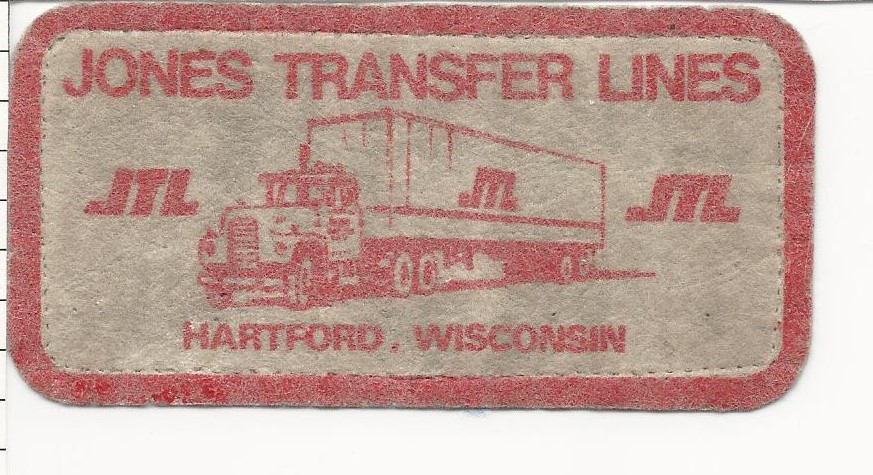 JONES TRANSFER LINES
JTL
JTL
JTL
HARTFORD, WISCONSIN